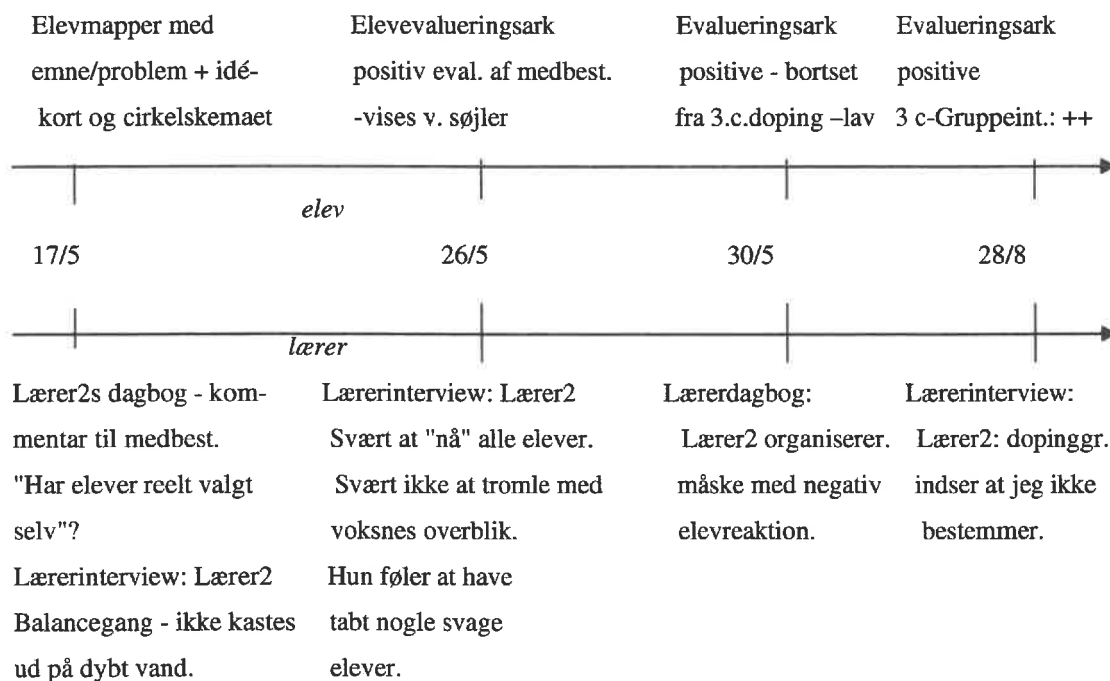 Elevmapper med
emne/problem + idé-
kort og cirkelskemaet
Elevevalueringsark
positiv eval. af medbest.
-vises v. søjler
Evalueringsark
positive - bortset
fra 3.c.doping –lav
Evalueringsark
positive
3 c-Gruppeint.: ++
elev
17/5
26/5
30/5
28/8
lærer
Lærer2s dagbog - kom-
mentar til medbest.
"Har elever reelt valgt
selv"?
Lærerinterview: Lærer2
Balancegang - ikke kastes
ud på dybt vand.
Lærerinterview: Lærer2
Svært at "nå" alle elever.
Svært ikke at tromle med
voksnes overblik.
Hun føler at have
tabt nogle svage
elever.
Lærerdagbog:
Lærer2 organiserer.
måske med negativ
elevreaktion.
Lærerinterview:
Lærer2: dopinggr.
indser at jeg ikke
bestemmer.